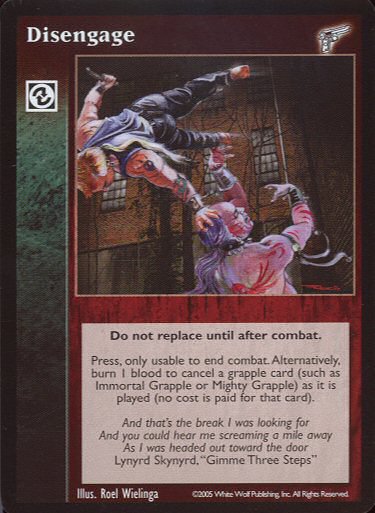 Disengage
Do not replace until after combat.
Press, only usable to end combat. Alternatively,
burn 1 blood to cancel a grapple card (such as
Immortal Grapple or Mighty Grapple) as it is
played (no cost is paid for that card).
And that's the break I was looking for
And you could hear me screaming a mile away
As I was headed out toward the door
Lynyrd Skynyrd, "Gimme Three Steps"
Illus. Roel Wielinga
©2005 White Wolf Publishing, Inc. All Rights Reserved.